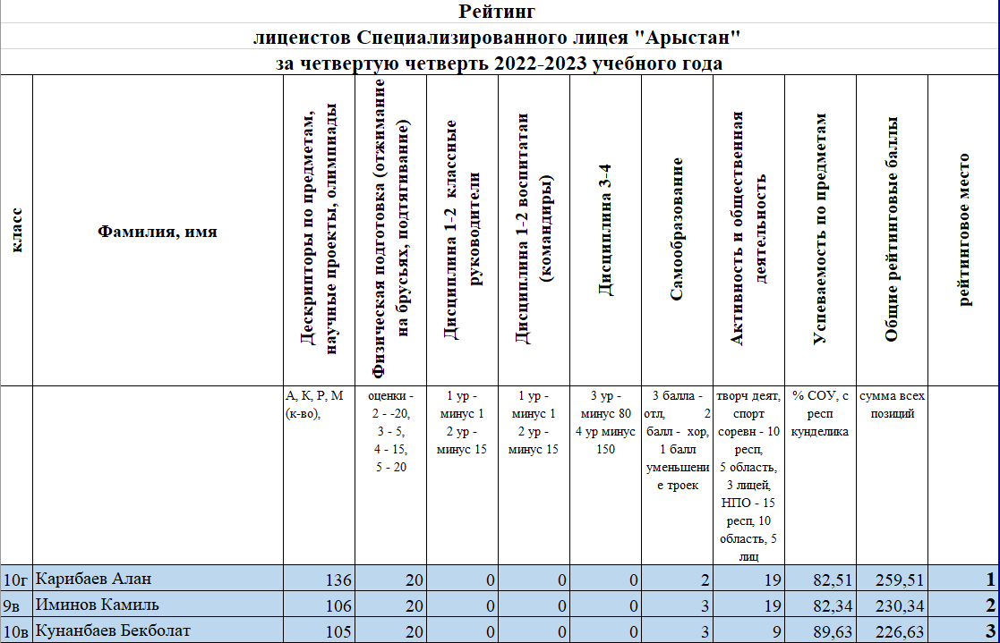 Рейтинг
лицеистов Специализированного лицея "Арыстан"
за четвертую четверть 2022-2023 учебного года
класс
Фамилия, имя
Дескрипторы по предметам,
научные проекты, олимпиады
Физическая подготовка (отжимание
на брусьях, подтягивание)
Дисциплина 1-2 классные
руководители
Дисциплина 1-2 воспитатаи
(командиры)
Дисциплина 3-4
Самообразование
Активность и общественная
деятельность
Успеваемость по предметам
Общие рейтинговые баллы
рейтинговое место
А, К, Р, М
(к-во),
оценки -
2 - -20,
3 - 5,
4 - 15,
5 - 20
1 ур -
минус 1
2 ур -
минус 15
1 ур -
минус 1
2 ур -
минус 15
3 ур -
минус 80
4 ур минус
150
3 балла -
отл, 2
балл - хор,
1 балл
уменьшени
е троек
творч деят,
спорт
соревн - 10
респ,
5 область,
3 лицей,
НПО - 15
респ, 10
область, 5
лиц
% СОУ, с
респ
кунделика
сумма всех
позиций
10г Карибаев Алан 136 20 0 0 0 2 19 82,51 259,51 1
9в Иминов Камиль 106 20 0 0 0 3 19 82,34 230,34 2
10в Кунанбаев Бекболат 105 20 0 0 0 3 9 89,63 226,63 3